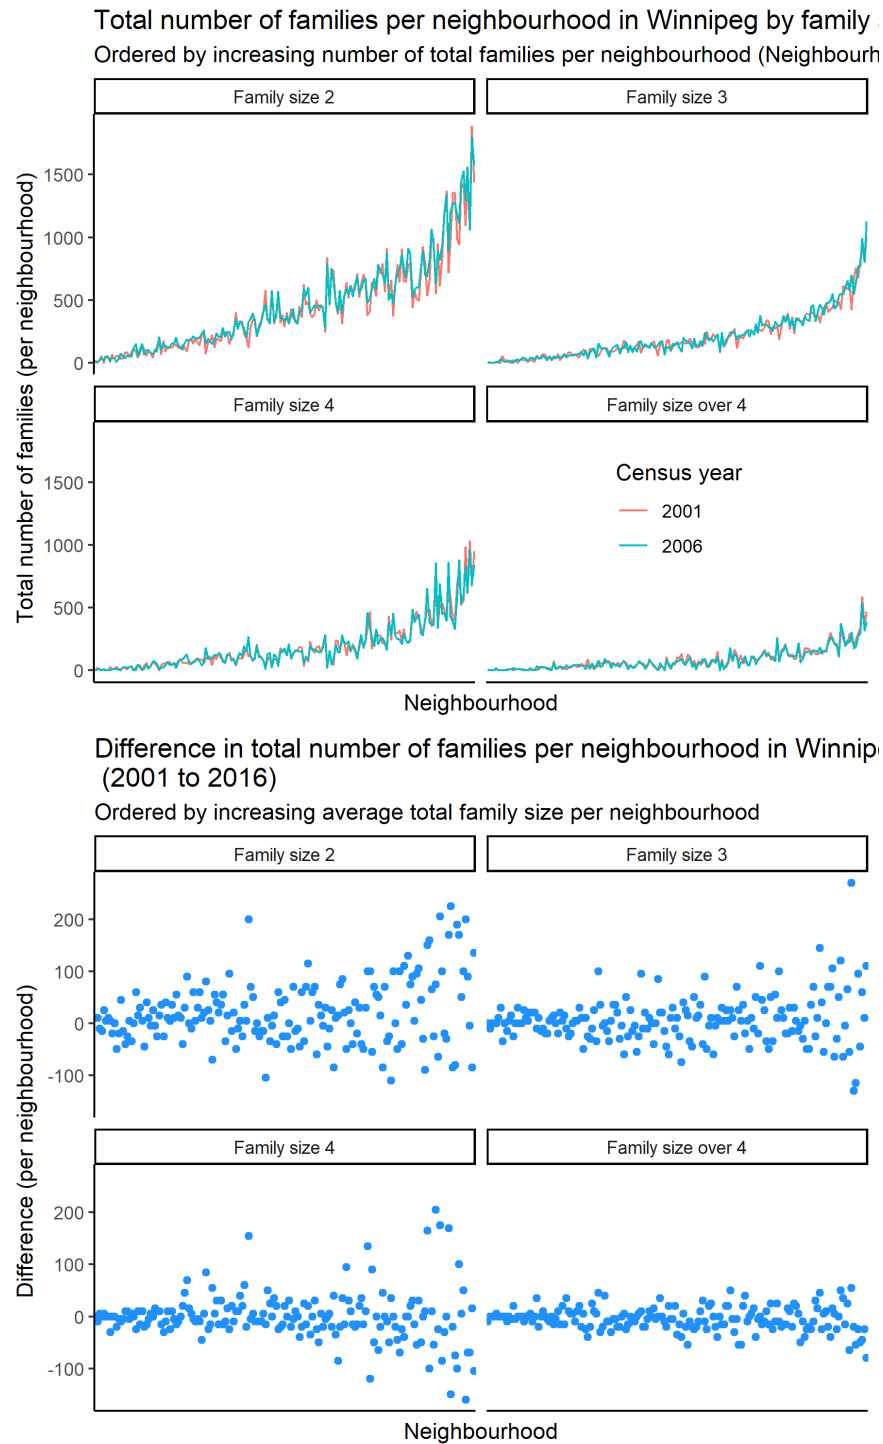 Total number of families per neighbourhood in Winnipeg by family
Ordered by increasing number of total families per neighbourhood (Neighbourh
Family size 2
Family size 3
Total number of families (per neighbourhood)
1500
1000
500
0
Family size 4
Family size over 4
1500
1000
500
0
Census year
2001
2006
Neighbourhood
Difference in total number of families per neighbourhood in Winnip
(2001 to 2016)
Ordered by increasing average total family size per neighbourhood
Family size 2
Family size 3
Difference (per neighbourhood)
200
100
0
-100
Family size 4
Family size over 4
200
100
0
-100
Neighbourhood